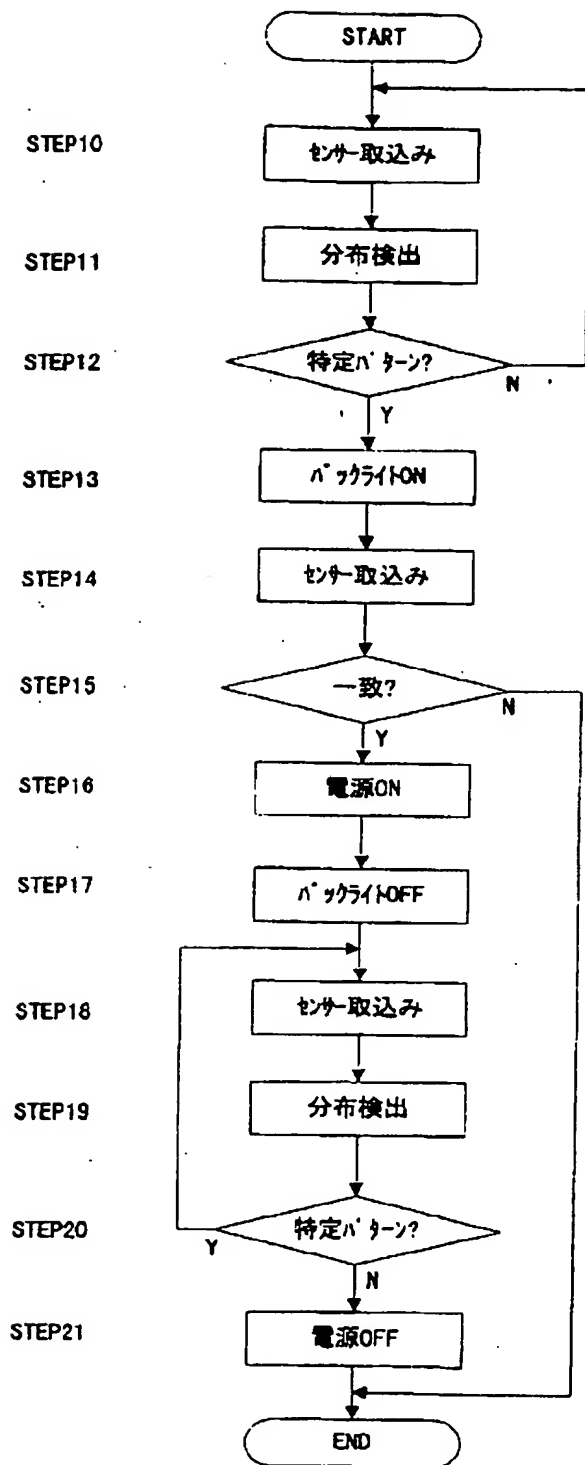 START
STEP10
センサー取込み
STEP11
分布検出
STEP12
特定パターン?
N
Y
STEP13
バックライトON
STEP14
センサー取込み
STEP15
一致?
N
Y
STEP16
電源ON
STEP17
バックライトOFF
STEP18
センサー取込み
STEP19
分布検出
STEP20
特定パターン?
Y
N
STEP21
電源OFF
END